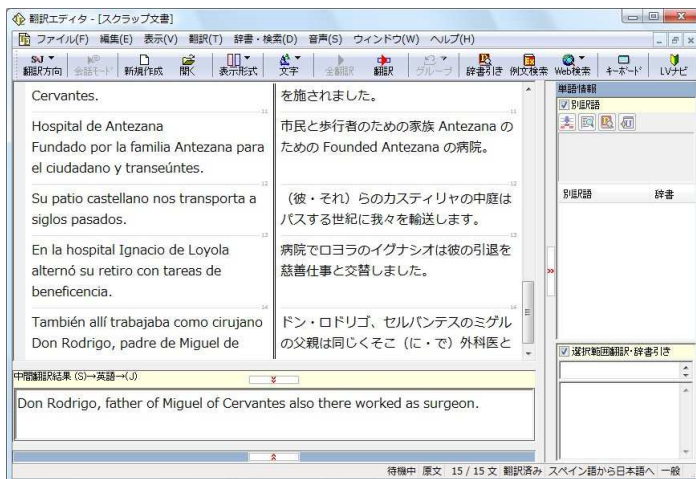 翻訳エディタ - [スクラップ文書]
ファイル(F) 編集(E) 表示(V) 翻訳(T) 辞書・検索(D) 音声(S) ウィンドウ(W) ヘルプ(H)
翻訳方向 会話モード 新規作成 開く 表示形式 文字 全翻訳 翻訳 グループ 辞書引き 例文検索 Web検索 キーボード LVナビ
Cervantes.
を施されました。
11
Hospital de Antezana
Fundado por la familia Antezana para
el ciudadano y transeúntes.
市民と歩行者のための家族 Antezana の
ための Founded Antezana の病院。
12
Su patio castellano nos transporta a
siglos pasados.
(彼・それ)らのカスティリャの中庭は
パスする世紀に我々を輸送します。
13
En la hospital Ignacio de Loyola
alternó su retiro con tareas de
beneficencia.
病院でロヨラのイグナシオは彼の引退を
慈善仕事と交替しました。
14
También allí trabajaba como cirujano
Don Rodrigo, padre de Miguel de
ドン・ロドリゴ、セルバンテスのミゲル
の父親は同じくそこ(に・で)外科医と
中間翻訳結果 (S)→英語→(J)
Don Rodrigo, father of Miguel of Cervantes also there worked as surgeon.
単語情報
別訳語
別訳語 辞書
選択範囲翻訳・辞書引き
待機中 原文 15 / 15 文 翻訳済み スペイン語から日本語へ 一般